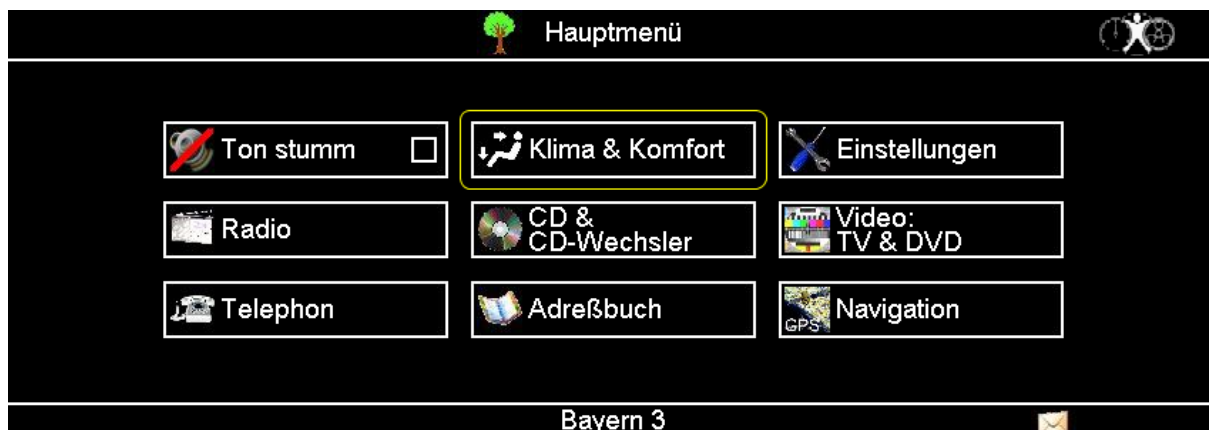 Hauptmenü
Ton stumm
Klima & Komfort
Einstellungen
Radio
CD &
CD-Wechsler
Video:
TV & DVD
Telephon
Adreßbuch
GPS
Navigation
Bayern 3